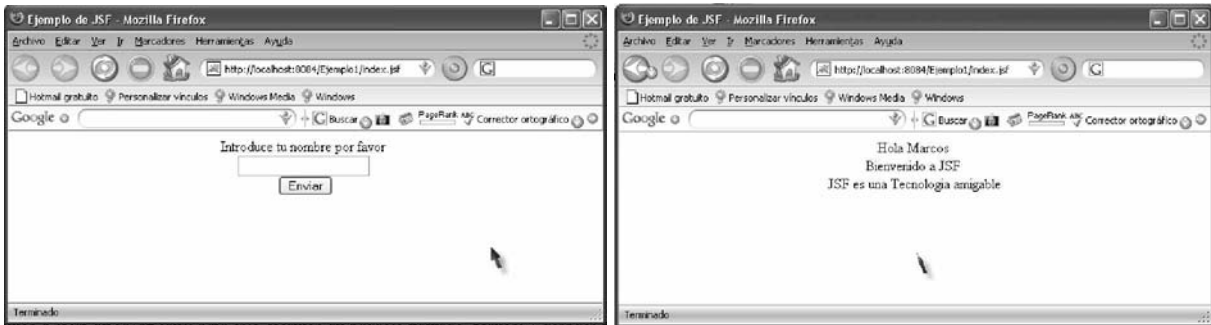 Ejemplo de JSF - Mozilla Firefox
Archivo Editar Ver Ir Marcadores Herramientas Ayuda
http://localhost:8084/Ejemplo1/index.jsf
G
Hotmail gratuito Personalizar vínculos Windows Media Windows
Google G Buscar PageRank ABC Corrector ortográfico
Introduce tu nombre por favor
Enviar
Terminado
Ejemplo de JSF - Mozilla Firefox
Archivo Editar Ver Ir Marcadores Herramientas Ayuda
http://localhost:8084/Ejemplo1/index.jsf
G
Hotmail gratuito Personalizar vínculos Windows Media Windows
Google G Buscar PageRank ABC Corrector ortográfico
Hola Marcos
Bienvenido a JSF
JSF es una Tecnologia amigable
Terminado